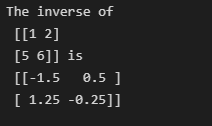 The inverse of
 [[1 2]
 [5 6]] is
 [[-1.5   0.5 ]
 [ 1.25 -0.25]]